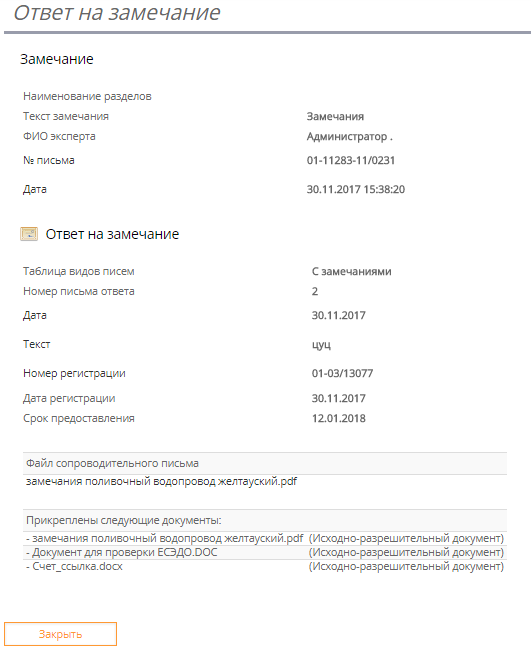 Ответ на замечание
Замечание
Наименование разделов
Текст замечания Замечания
ФИО эксперта Администратор .
№ письма 01-11283-11/0231
Дата 30.11.2017 15:38:20
Ответ на замечание
Таблица видов писем С замечаниями
Номер письма ответа 2
Дата 30.11.2017
Текст цуц
Номер регистрации 01-03/13077
Дата регистрации 30.11.2017
Срок предоставления 12.01.2018
Файл сопроводительного письма
замечания поливочный водопровод желтауский.pdf
Прикреплены следующие документы:
- замечания поливочный водопровод желтауский.pdf (Исходно-разрешительный документ)
- Документ для проверки ЕСЭДО.DOC (Исходно-разрешительный документ)
- Счет_ссылка.docx (Исходно-разрешительный документ)
Закрыть